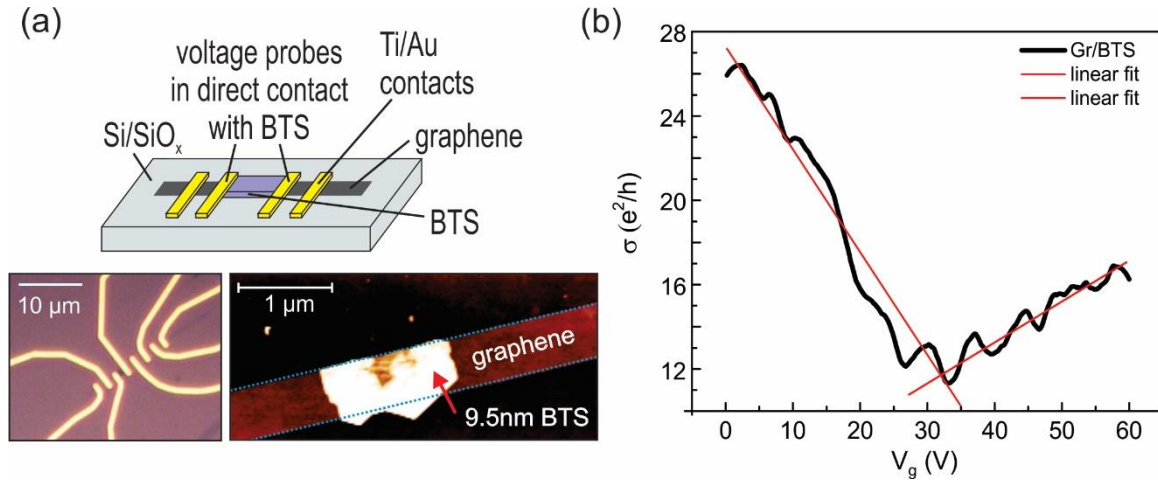 (a)
voltage probes
in direct contact
with BTS
Ti/Au
contacts
Si/SiOₓ
graphene
BTS
10 μm
1 μm
graphene
9.5nm BTS
(b)
28
24
20
16
12
σ (e²/h)
Gr/BTS
linear fit
linear fit
0 10 20 30 40 50 60
V_g (V)